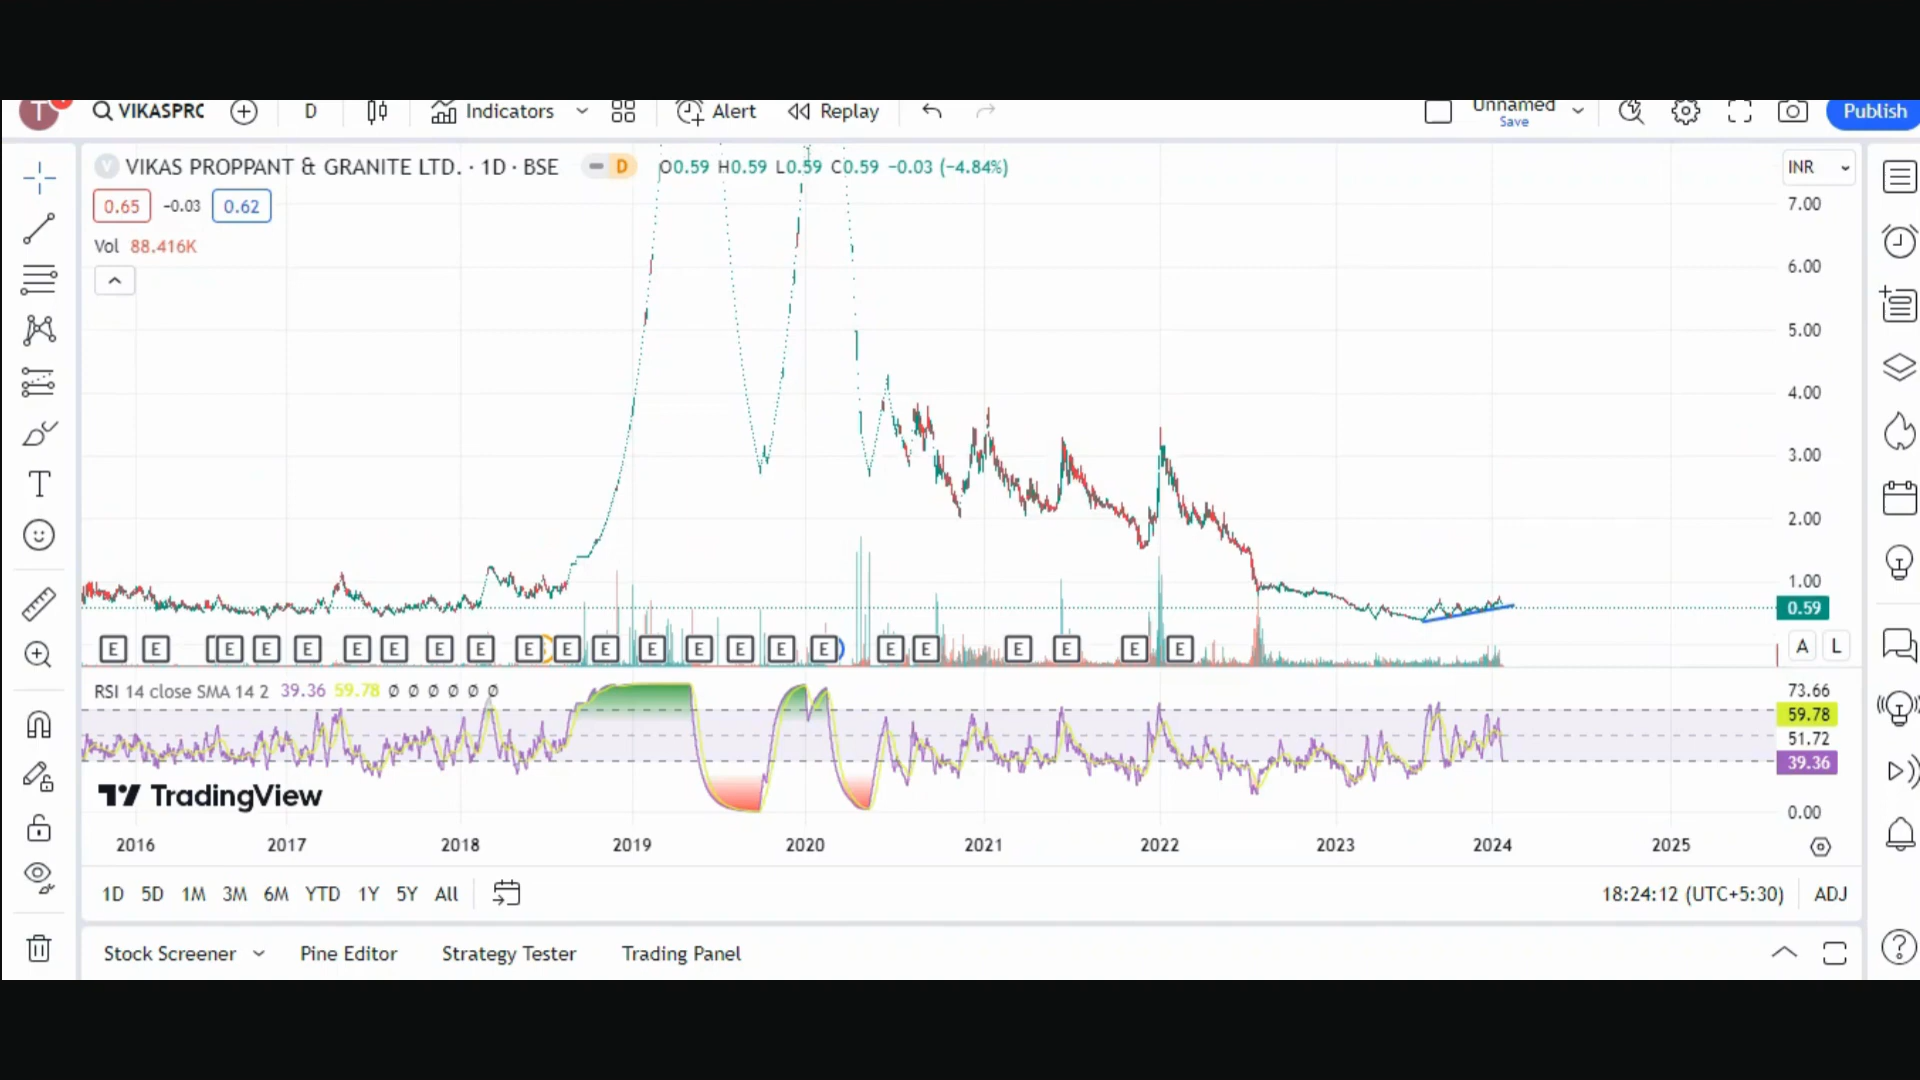 T VIKASPRC D Indicators Alert Replay Unnamed Save Publish
V VIKAS PROPPANT & GRANITE LTD. · 1D · BSE D O0.59 H0.59 L0.59 C0.59 −0.03 (−4.84%) INR
0.65 -0.03 0.62
7.00
Vol 88.416K
6.00
5.00
4.00
3.00
2.00
1.00
0.59
E E E E E E E E E E E E E E E E E E E E E E E E A L
RSI 14 close SMA 14 2 39.36 59.78 Ø Ø Ø Ø Ø Ø 73.66
59.78
51.72
39.36
TradingView
0.00
2016 2017 2018 2019 2020 2021 2022 2023 2024 2025
1D 5D 1M 3M 6M YTD 1Y 5Y All 18:24:12 (UTC+5:30) ADJ
Stock Screener Pine Editor Strategy Tester Trading Panel